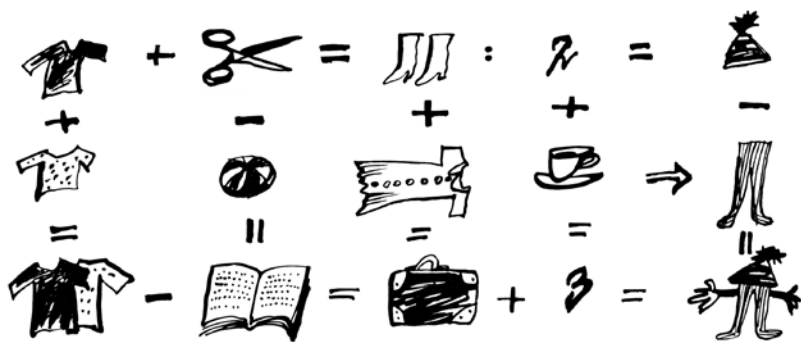 + = : 2 =
+ - + + -
→
= || = = ||
- = + 3 =